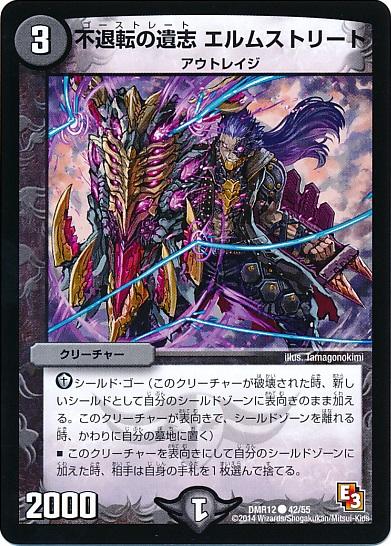 ゴーストレート
3 不退転の遺志 エルムストリート
アウトレイジ
illus. Tamagonokimi
クリーチャー
シールド・ゴー(このクリーチャーが破壊された時、新し
いシールドとして自分のシールドゾーンに表向きのまま加え
る。このクリーチャーが表向きで、シールドゾーンを離れる
時、かわりに自分の墓地に置く)
■ このクリーチャーを表向きにして自分のシールドゾーンに
加えた時、相手は自身の手札を1枚選んで捨てる。
2000
DMR12 ● 42/55
©2014 Wizards/Shogakukan/Mitsui-Kids
E3